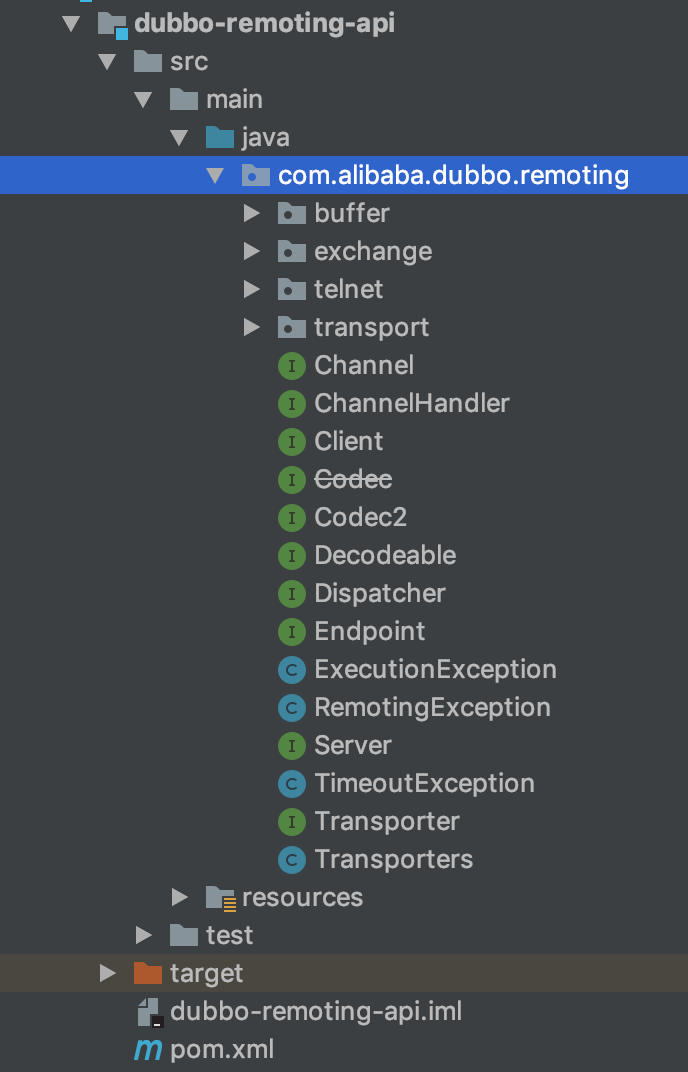 dubbo-remoting-api
src
main
java
com.alibaba.dubbo.remoting
buffer
exchange
telnet
transport
Channel
ChannelHandler
Client
Codec
Codec2
Decodeable
Dispatcher
Endpoint
ExecutionException
RemotingException
Server
TimeoutException
Transporter
Transporters
resources
test
target
dubbo-remoting-api.iml
pom.xml